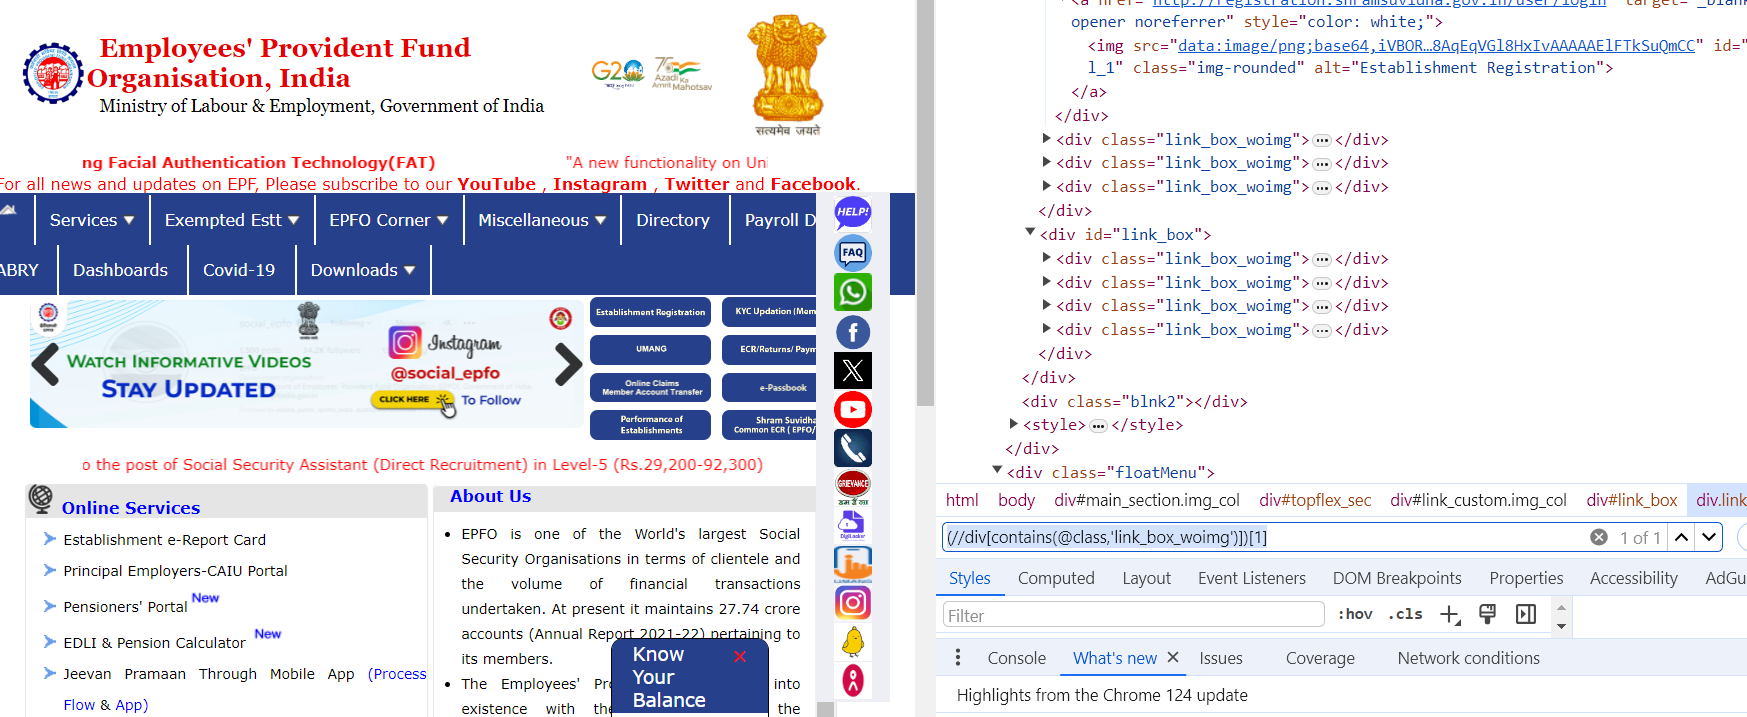 Employees' Provident Fund
Organisation, India
Ministry of Labour & Employment, Government of India
G20
75
Azadi Ka
Amrit Mahotsav
सत्यमेव जयते
ng Facial Authentication Technology(FAT)
"A new functionality on Uni
For all news and updates on EPF, Please subscribe to our YouTube , Instagram , Twitter and Facebook.
Services
Exempted Estt
EPFO Corner
Miscellaneous
Directory
Payroll D
ABRY
Dashboards
Covid-19
Downloads
HELP!
FAQ
WATCH INFORMATIVE VIDEOS
STAY UPDATED
Instagram
@social_epfo
CLICK HERE
To Follow
Establishment Registration
KYC Updation (Mem
UMANG
ECR/Returns/ Paym
Online Claims
Member Account Transfer
e-Passbook
Performance of
Establishments
Shram Suvidha
Common ECR ( EPFO/
o the post of Social Security Assistant (Direct Recruitment) in Level-5 (Rs.29,200-92,300)
GRIEVANCE
DigiLocker
Online Services
Establishment e-Report Card
Principal Employers-CAIU Portal
Pensioners' Portal New
EDLI & Pension Calculator New
Jeevan Pramaan Through Mobile App (Process
Flow & App)
About Us
EPFO is one of the World's largest Social
Security Organisations in terms of clientele and
the volume of financial transactions
undertaken. At present it maintains 27.74 crore
accounts (Annual Report 2021-22) pertaining to
its members.
The Employees' Pro into
existence with the the
Know
Your
Balance
<a href="http://registration.shramsuvidha.gov.in/user/login" target="_blank
opener noreferrer" style="color: white;">
<img src="data:image/png;base64,iVBOR…8AqEqVGl8HxIvAAAAAElFTkSuQmCC" id="
l_1" class="img-rounded" alt="Establishment Registration">
</a>
</div>
<div class="link_box_woimg">…</div>
<div class="link_box_woimg">…</div>
<div class="link_box_woimg">…</div>
</div>
<div id="link_box">
<div class="link_box_woimg">…</div>
<div class="link_box_woimg">…</div>
<div class="link_box_woimg">…</div>
<div class="link_box_woimg">…</div>
</div>
</div>
<div class="blnk2"></div>
<style>…</style>
</div>
<div class="floatMenu">
html body div#main_section.img_col div#topflex_sec div#link_custom.img_col div#link_box div.link
(//div[contains(@class,'link_box_woimg')])[1]
1 of 1
Styles Computed Layout Event Listeners DOM Breakpoints Properties Accessibility AdGu
Filter
:hov .cls
Console What's new Issues Coverage Network conditions
Highlights from the Chrome 124 update